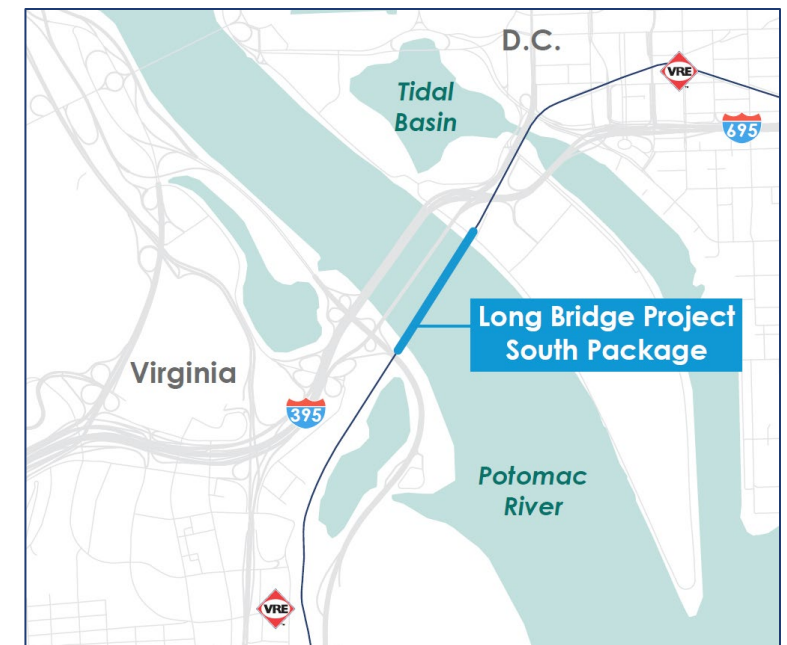 D.C.
VRE
Tidal
Basin
695
Long Bridge Project
South Package
Virginia
395
Potomac
River
VRE